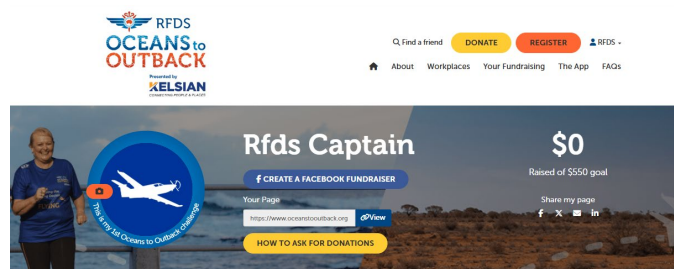 RFDS
OCEANS to
OUTBACK
Presented by
KELSIAN
CONNECTING PEOPLE & PLACES
Find a friend
DONATE
REGISTER
RFDS
About
Workplaces
Your Fundraising
The App
FAQs
This is my 1st Oceans to Outback challenge
Rfds Captain
f CREATE A FACEBOOK FUNDRAISER
Your Page
https://www.oceanstooutback.org
View
HOW TO ASK FOR DONATIONS
$0
Raised of $550 goal
Share my page